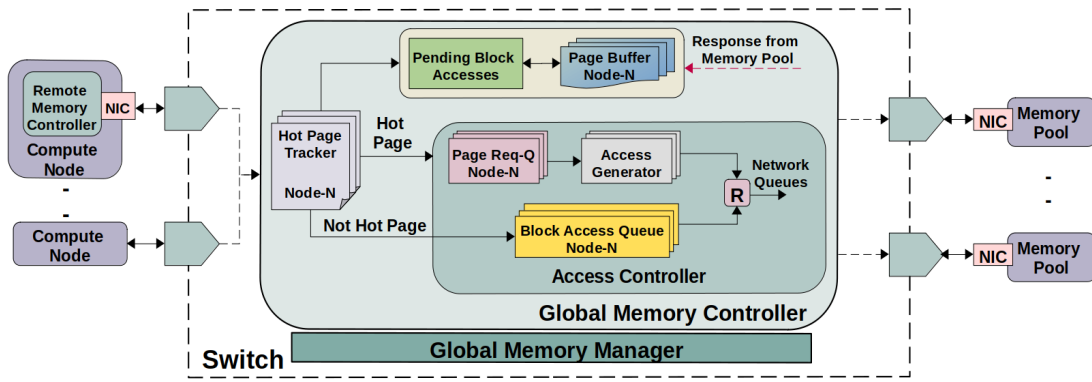 Remote
Memory
Controller
NIC
Compute
Node
-
-
Compute
Node
Pending Block
Accesses
Page Buffer
Node-N
Response from
Memory Pool
Hot Page
Tracker
Node-N
Hot
Page
Not Hot Page
Page Req-Q
Node-N
Access
Generator
R
Network
Queues
Block Access Queue
Node-N
Access Controller
Global Memory Controller
Global Memory Manager
Switch
NIC
Memory
Pool
-
-
NIC
Memory
Pool